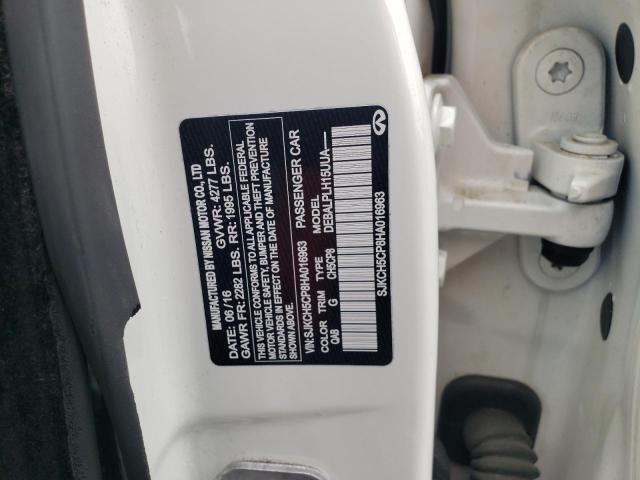 MANUFACTURED BY NISSAN MOTOR CO., LTD
DATE: 06 /16 GVWR: 4277 LBS.
GAWR FR: 2282 LBS. RR: 1995 LBS.
THIS VEHICLE CONFORMS TO ALL APPLICABLE FEDERAL
MOTOR VEHICLE SAFETY, BUMPER AND THEFT PREVENTION
STANDARDS IN EFFECT ON THE DATE OF MANUFACTURE
SHOWN ABOVE.
VIN:SJKCH5CP8HA016963 PASSENGER CAR
COLOR TRIM TYPE MODEL
QAB G CH5CP8 DEBALPLH15UUA-----
SJKCH5CP8HA016963